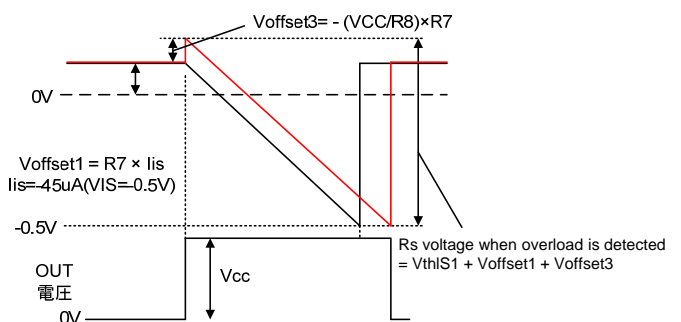 Voffset3= - (VCC/R8)×R7
0V
Voffset1 = R7 × Iis
Iis=-45uA(VIS=-0.5V)
-0.5V
Rs voltage when overload is detected
= VthIS1 + Voffset1 + Voffset3
OUT
電圧
Vcc
0V